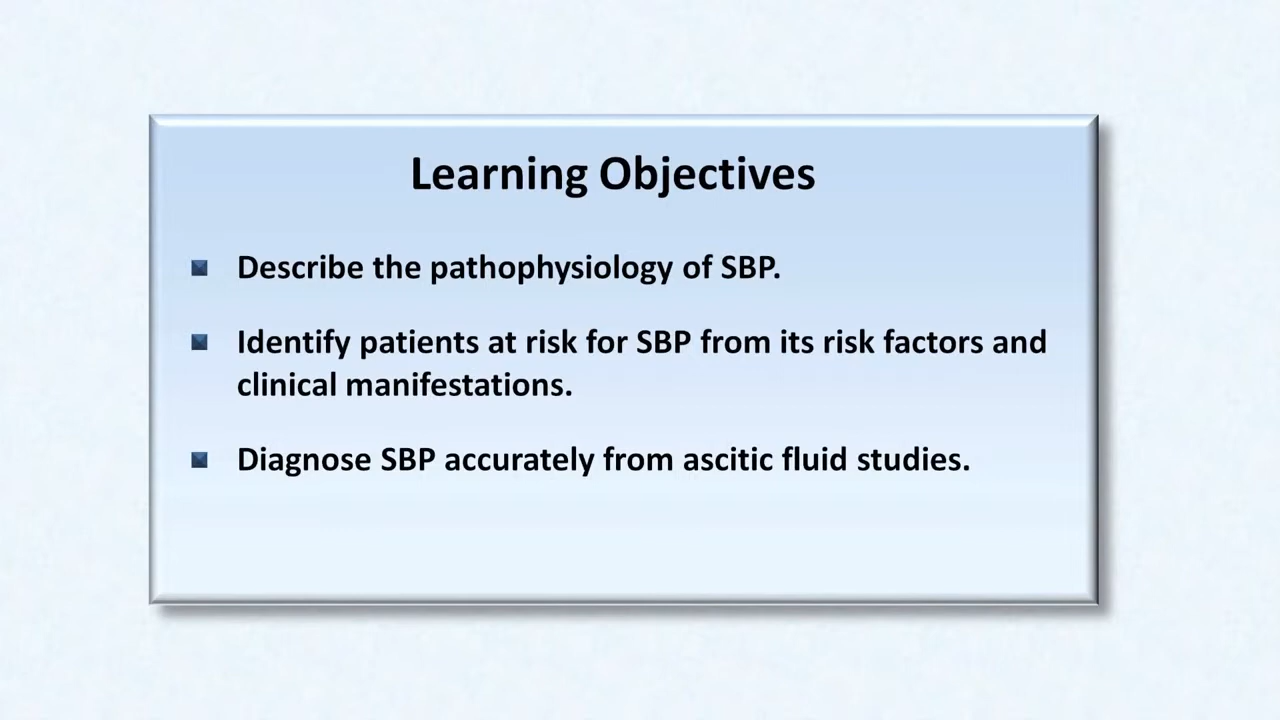 Learning Objectives
Describe the pathophysiology of SBP.
Identify patients at risk for SBP from its risk factors and
clinical manifestations.
Diagnose SBP accurately from ascitic fluid studies.